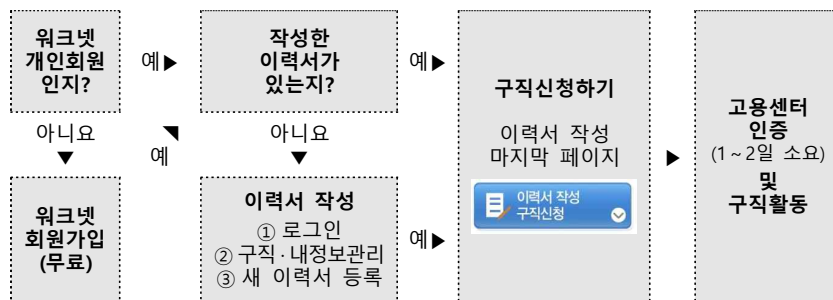 워크넷
개인회원
인지?
예▶
작성한
이력서가
있는지?
예▶
아니요
▼
◥
예
아니요
▼
워크넷
회원가입
(무료)
이력서 작성
① 로그인
② 구직·내정보관리
③ 새 이력서 등록
예▶
구직신청하기
이력서 작성
마지막 페이지
이력서 작성
구직신청
▶
고용센터
인증
(1~2일 소요)
및
구직활동